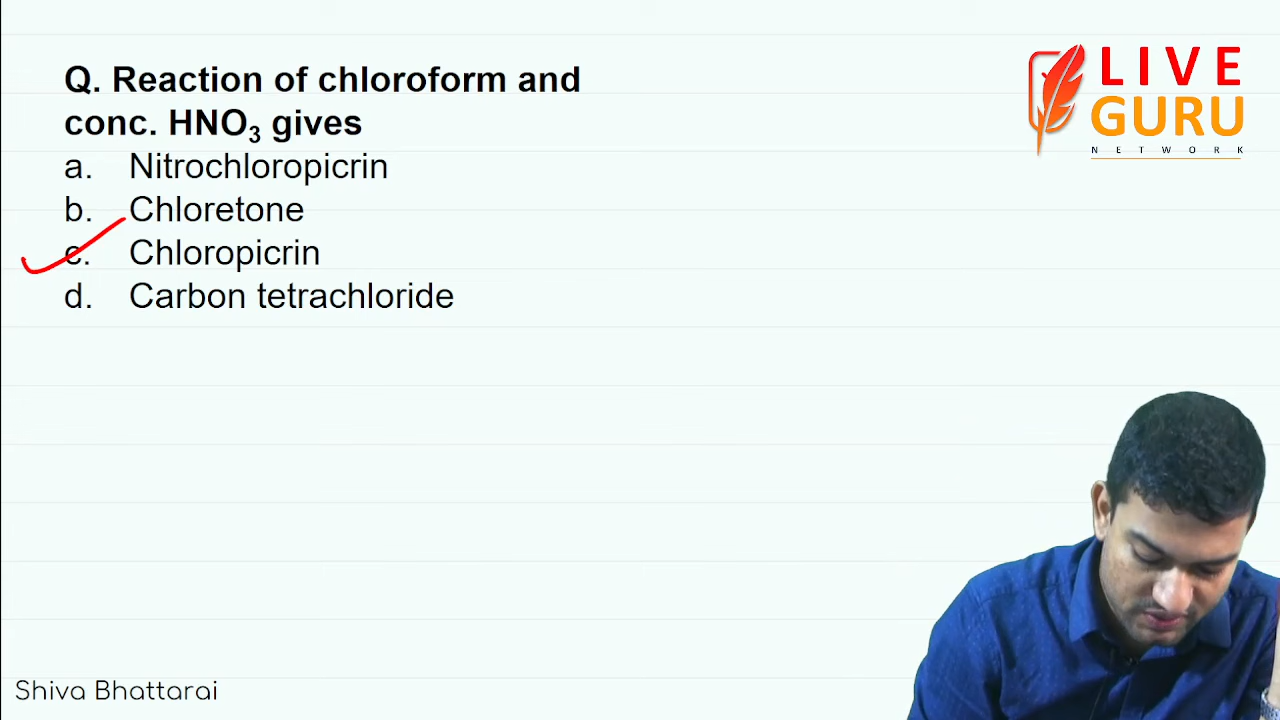 Q. Reaction of chloroform and
conc. HNO₃ gives
a. Nitrochloropicrin
b. Chloretone
c. Chloropicrin
d. Carbon tetrachloride
LIVE
GURU
NETWORK
Shiva Bhattarai